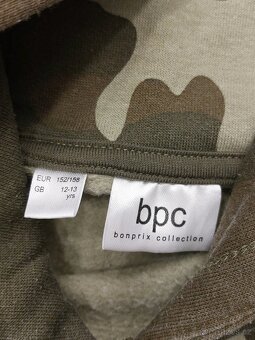 EUR 152/158
GB 12-13
yrs
bpc
bonprix collection